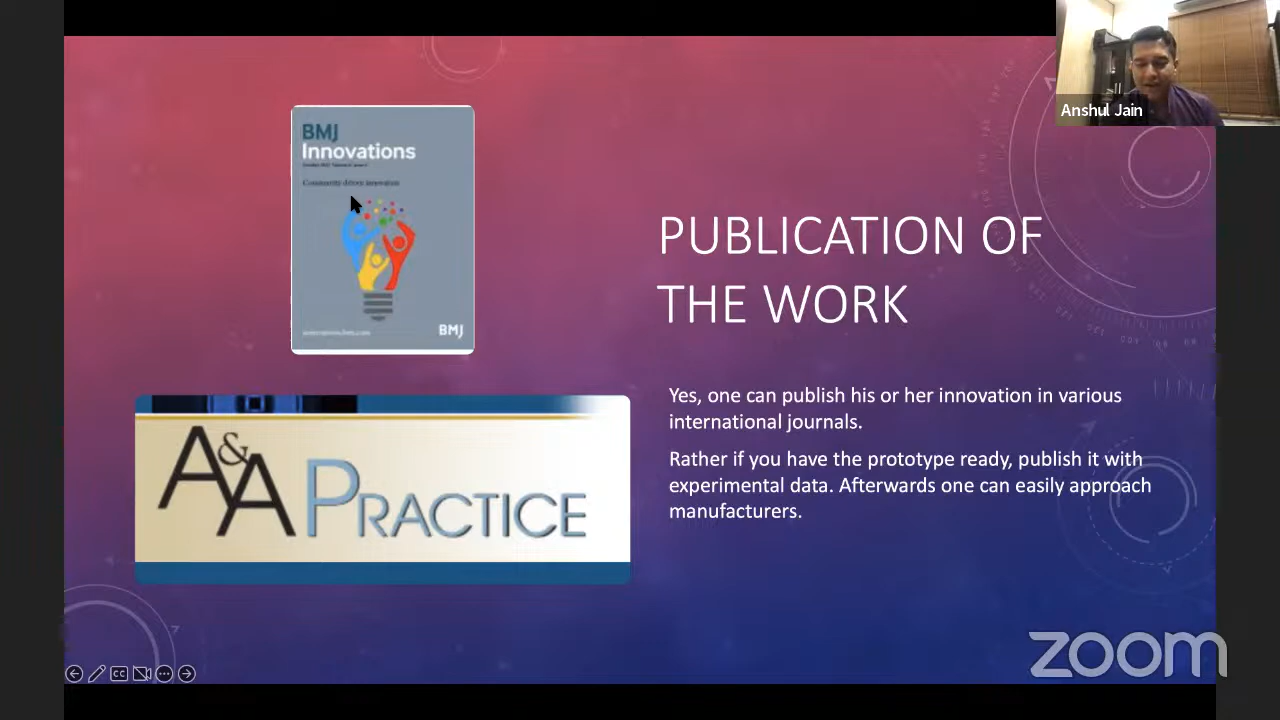 Anshul Jain
BMJ
Innovations
Community driven innovation
BMJ
PUBLICATION OF
THE WORK
Yes, one can publish his or her innovation in various
international journals.
Rather if you have the prototype ready, publish it with
experimental data. Afterwards one can easily approach
manufacturers.
A&A PRACTICE
CC
zoom